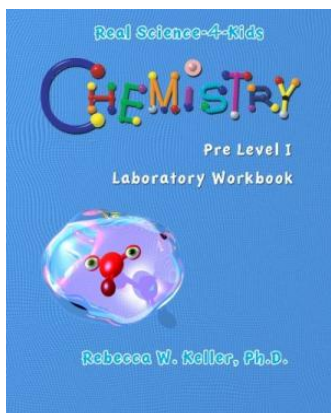 Real Science-4-Kids
CHEMISTRY
Pre Level I
Laboratory Workbook
Rebecca W. Keller, Ph.D.